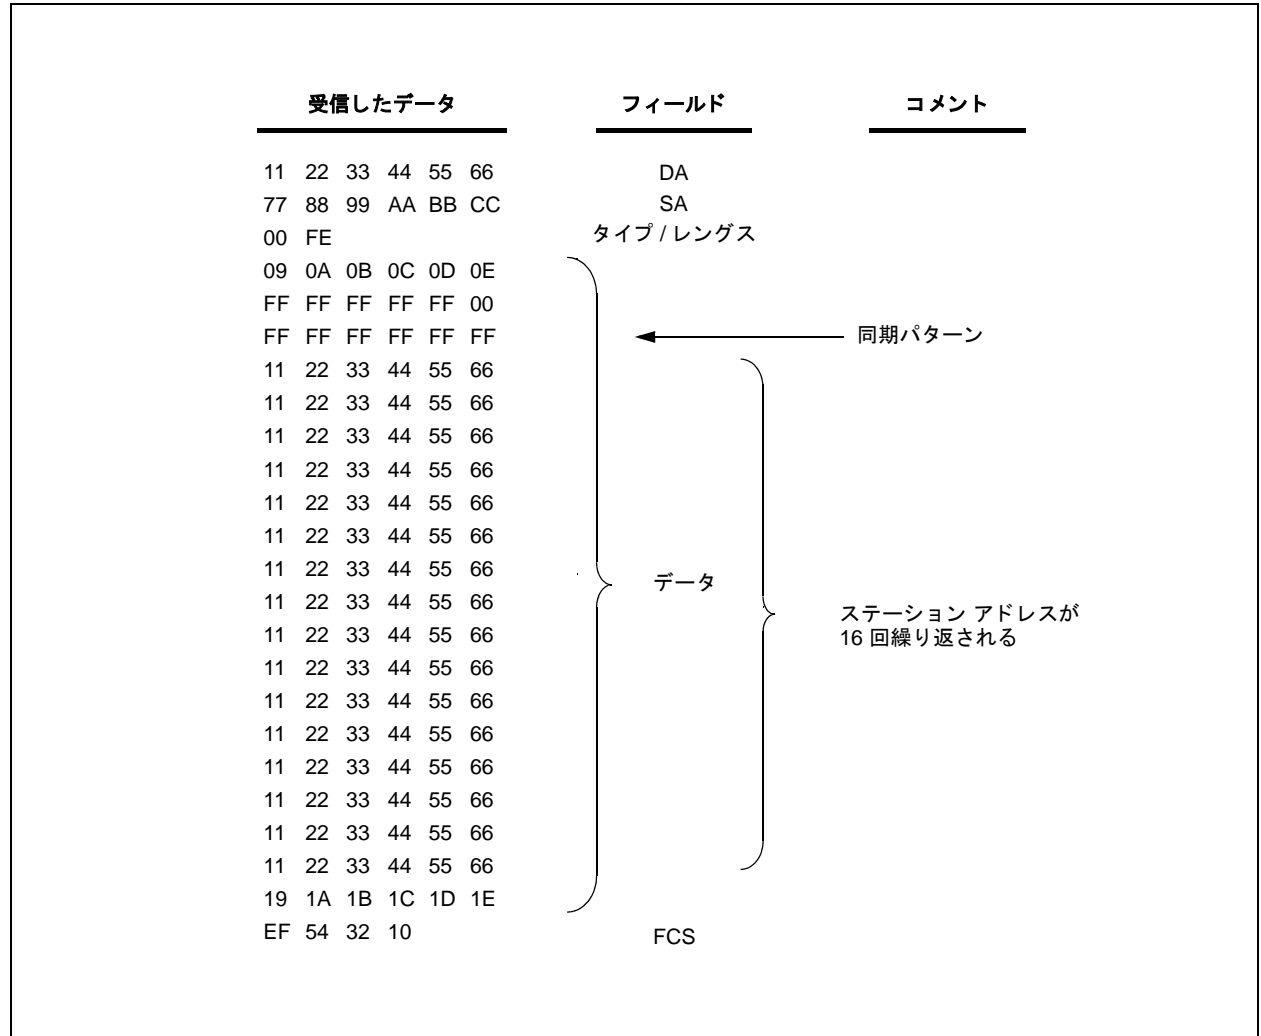 受信したデータ フィールド コメント
11 22 33 44 55 66 DA
77 88 99 AA BB CC SA
00 FE タイプ / レングス
09 0A 0B 0C 0D 0E
FF FF FF FF FF 00
FF FF FF FF FF FF 同期パターン
11 22 33 44 55 66
11 22 33 44 55 66
11 22 33 44 55 66
11 22 33 44 55 66
11 22 33 44 55 66
11 22 33 44 55 66
11 22 33 44 55 66 データ
11 22 33 44 55 66 ステーション アドレスが
11 22 33 44 55 66 16 回繰り返される
11 22 33 44 55 66
11 22 33 44 55 66
11 22 33 44 55 66
11 22 33 44 55 66
11 22 33 44 55 66
11 22 33 44 55 66
11 22 33 44 55 66
19 1A 1B 1C 1D 1E
EF 54 32 10 FCS